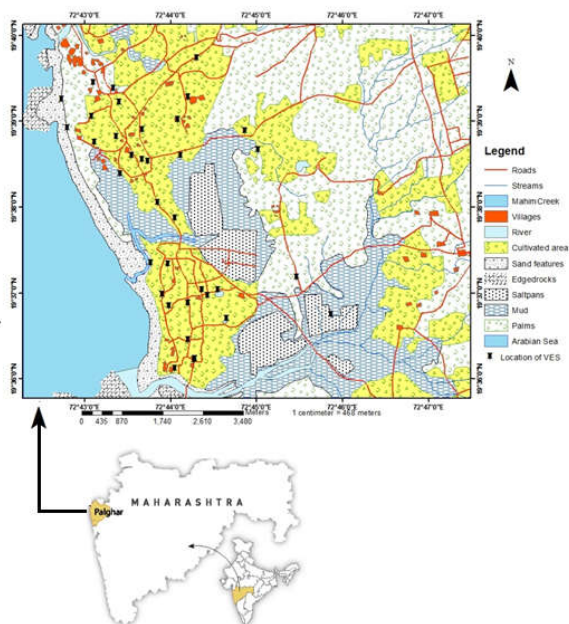 72°43'0"E 72°44'0"E 72°45'0"E 72°46'0"E 72°47'0"E
N
Legend
Roads
Streams
Mahim Creek
Villages
River
Cultivated area
Sand features
Edgerocks
Saltpans
Mud
Palms
Arabian Sea
Location of VES
72°43'0"E 72°44'0"E 72°45'0"E 72°46'0"E 72°47'0"E
Meters
0 435 870 1,740 2,610 3,480
1 centimeter = 468 meters
MAHARASHTRA
Palghar